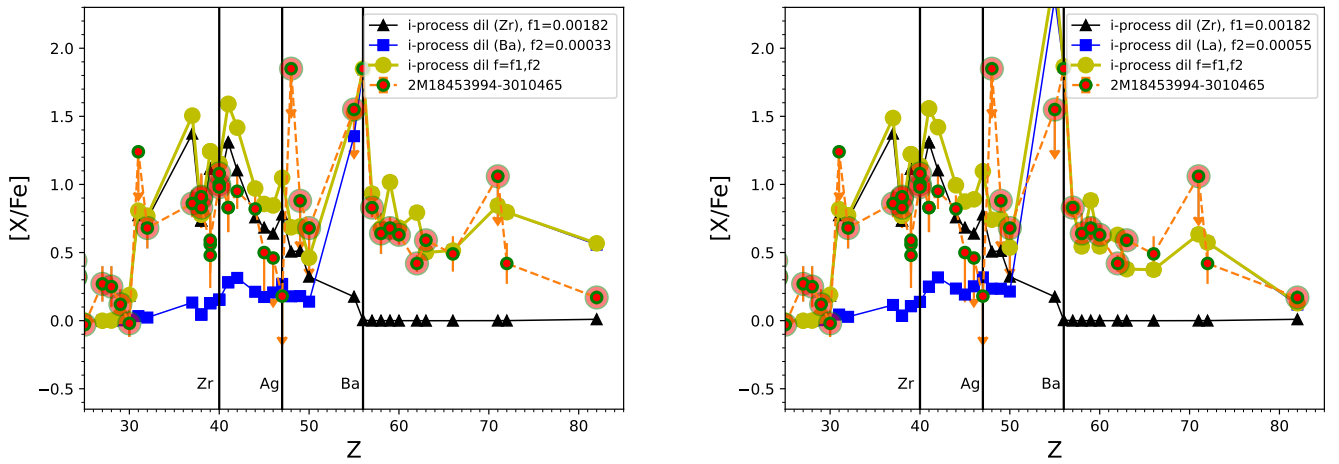 i-process dil (Zr), f1=0.00182
i-process dil (Ba), f2=0.00033
i-process dil f=f1,f2
2M18453994-3010465
2.0
1.5
1.0
0.5
0.0
−0.5
[X/Fe]
Zr Ag Ba
30 40 50 60 70 80
Z
i-process dil (Zr), f1=0.00182
i-process dil (La), f2=0.00055
i-process dil f=f1,f2
2M18453994-3010465
2.0
1.5
1.0
0.5
0.0
−0.5
[X/Fe]
Zr Ag Ba
30 40 50 60 70 80
Z